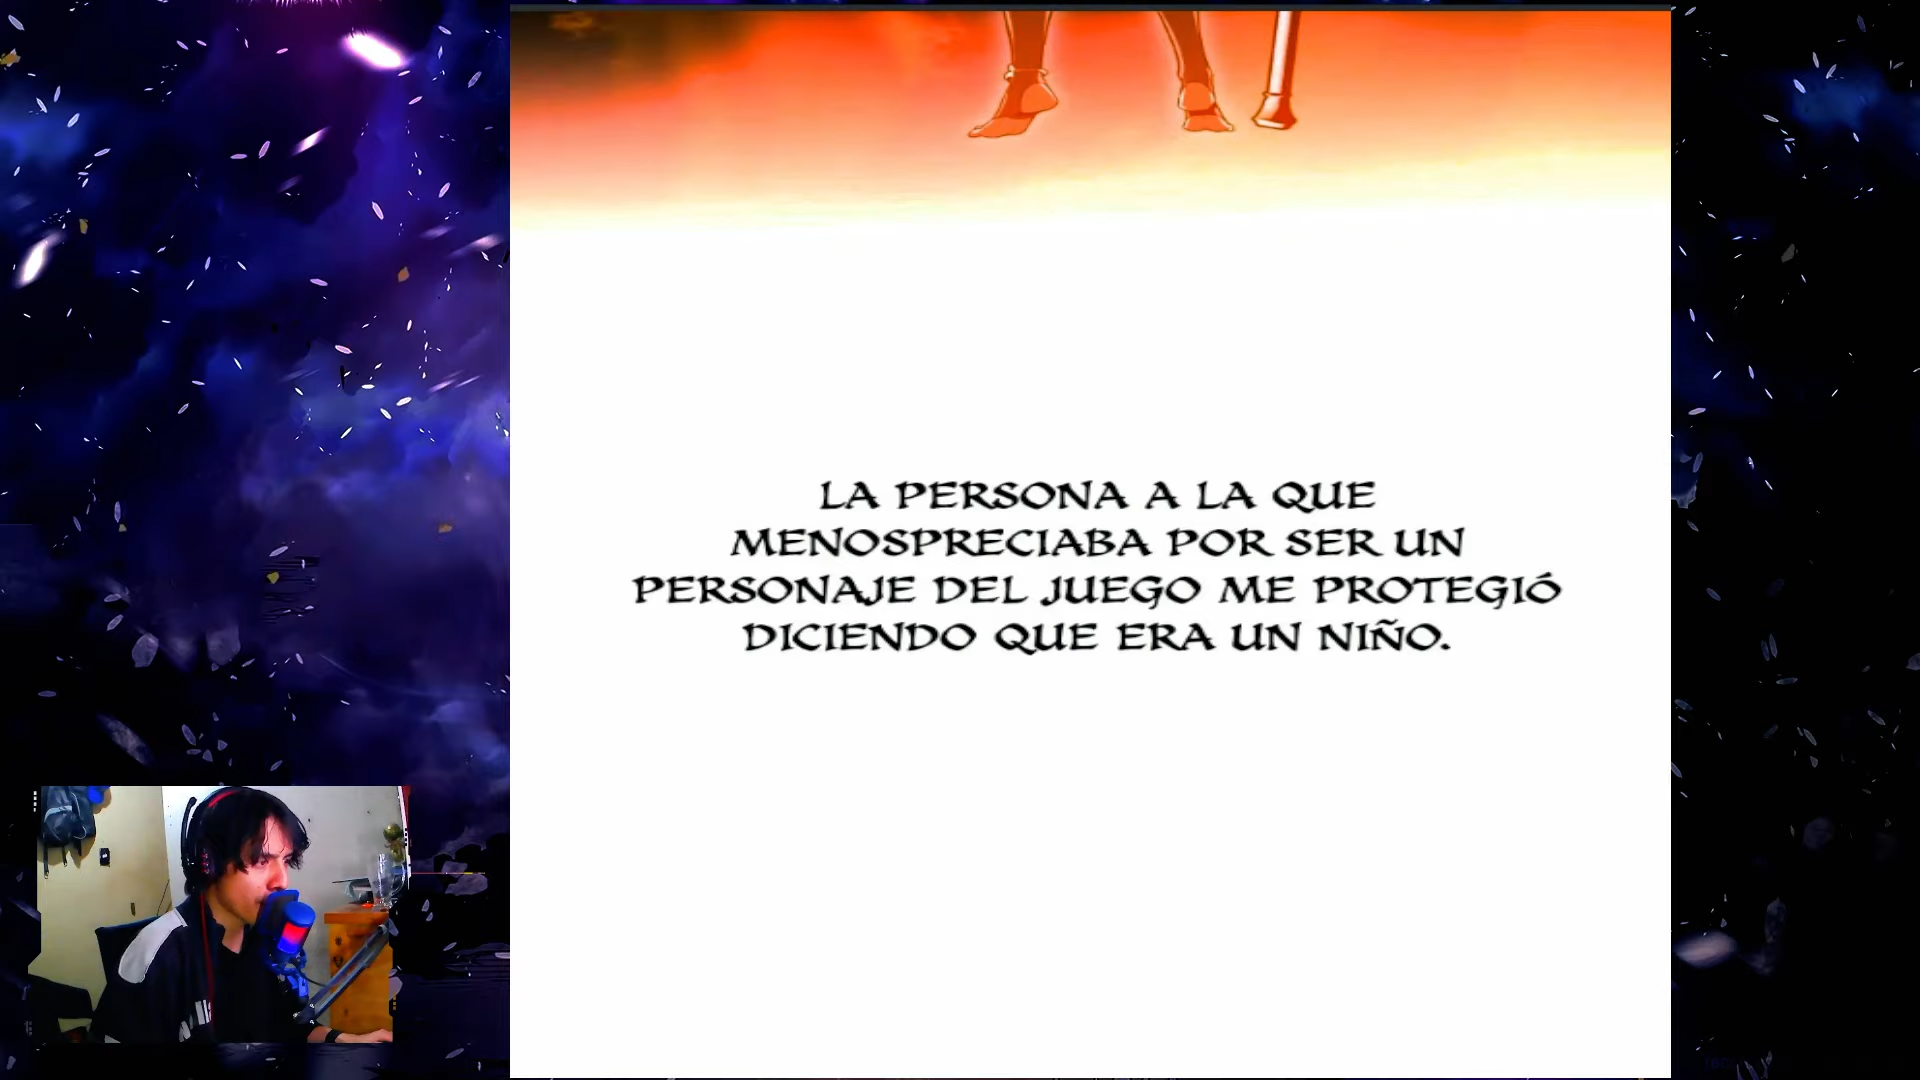 LA PERSONA A LA QUE
MENOSPRECIABA POR SER UN
PERSONAJE DEL JUEGO ME PROTEGIÓ
DICIENDO QUE ERA UN NIÑO.